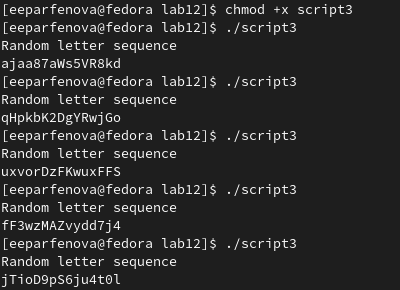 [eeparfenova@fedora lab12]$ chmod +x script3
[eeparfenova@fedora lab12]$ ./script3
Random letter sequence
ajaa87aWs5VR8kd
[eeparfenova@fedora lab12]$ ./script3
Random letter sequence
qHpkbK2DgYRwjGo
[eeparfenova@fedora lab12]$ ./script3
Random letter sequence
uxvorDzFKwuxFFS
[eeparfenova@fedora lab12]$ ./script3
Random letter sequence
fF3wzMAZvydd7j4
[eeparfenova@fedora lab12]$ ./script3
Random letter sequence
jTioD9pS6ju4t0l